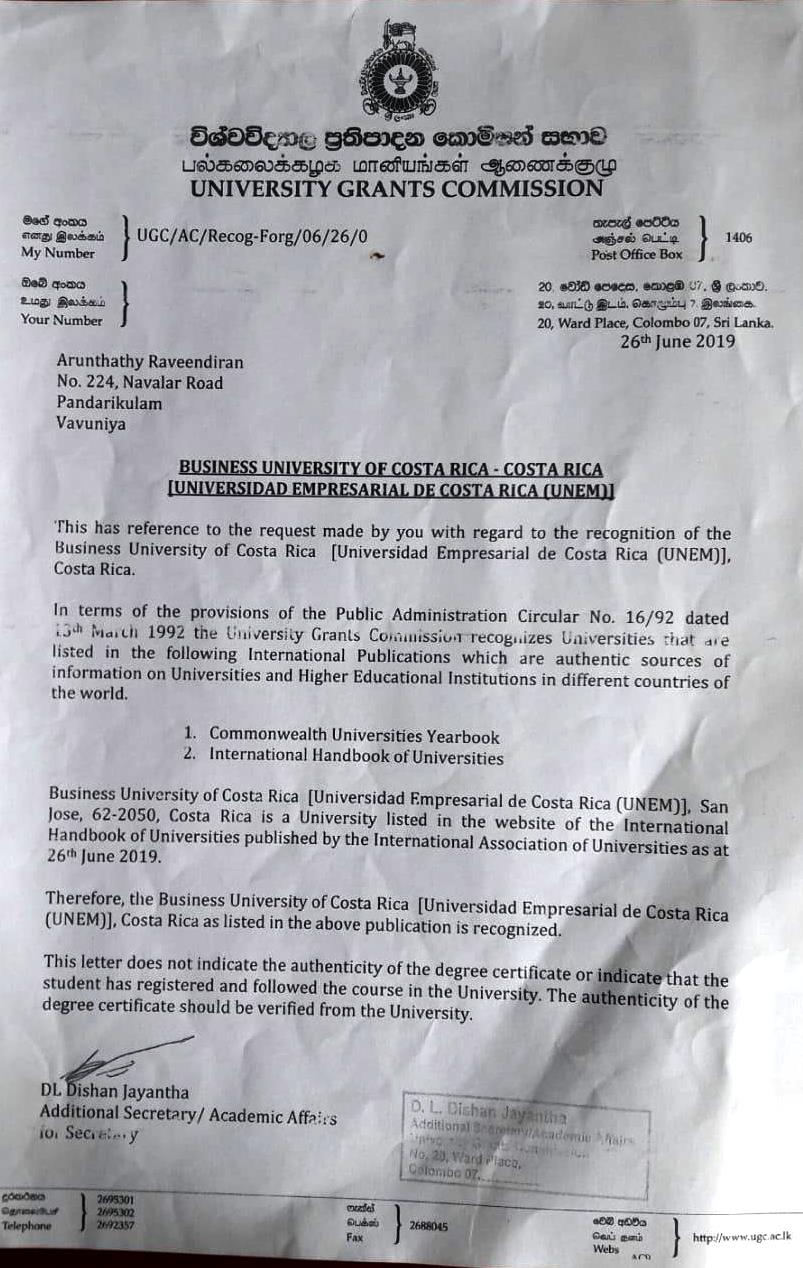 ශ්‍රී ලංකා
විශ්වවිද්‍යාල ප්‍රතිපාදන කොමිෂන් සභාව
பல்கலைக்கழக மானியங்கள் ஆணைக்குழு
UNIVERSITY GRANTS COMMISSION
මගේ අංකය
எனது இலக்கம்
My Number
UGC/AC/Recog-Forg/06/26/0
තැපැල් පෙට්ටිය
அஞ்சல் பெட்டி
Post Office Box
1406
ඔබේ අංකය
உமது இலக்கம்
Your Number
20, වෝඩ් පෙදෙස, කොළඹ 07, ශ්‍රී ලංකාව.
20, வார்ட் இடம், கொழும்பு 7, இலங்கை.
20, Ward Place, Colombo 07, Sri Lanka.
26th June 2019
Arunthathy Raveendiran
No. 224, Navalar Road
Pandarikulam
Vavuniya
BUSINESS UNIVERSITY OF COSTA RICA - COSTA RICA
[UNIVERSIDAD EMPRESARIAL DE COSTA RICA (UNEM)]
This has reference to the request made by you with regard to the recognition of the
Business University of Costa Rica [Universidad Empresarial de Costa Rica (UNEM)],
Costa Rica.
In terms of the provisions of the Public Administration Circular No. 16/92 dated
13th March 1992 the University Grants Commission recognizes Universities that are
listed in the following International Publications which are authentic sources of
information on Universities and Higher Educational Institutions in different countries of
the world.
1. Commonwealth Universities Yearbook
2. International Handbook of Universities
Business University of Costa Rica [Universidad Empresarial de Costa Rica (UNEM)], San
Jose, 62-2050, Costa Rica is a University listed in the website of the International
Handbook of Universities published by the International Association of Universities as at
26th June 2019.
Therefore, the Business University of Costa Rica [Universidad Empresarial de Costa Rica
(UNEM)], Costa Rica as listed in the above publication is recognized.
This letter does not indicate the authenticity of the degree certificate or indicate that the
student has registered and followed the course in the University. The authenticity of the
degree certificate should be verified from the University.
DL Dishan Jayantha
Additional Secretary/ Academic Affairs
for Secretary
D. L. Dishan Jayantha
Additional Secretary/Academic Affairs
University Grants Commission
No, 20, Ward Place,
Colombo 07.
දුරකථනය
தொலைபேசி
Telephone
2695301
2695302
2692357
ෆැක්ස්
பெக்ஸ்
Fax
2688045
වෙබ් අඩවිය
வெப் தளம்
Webs
http://www.ugc.ac.lk